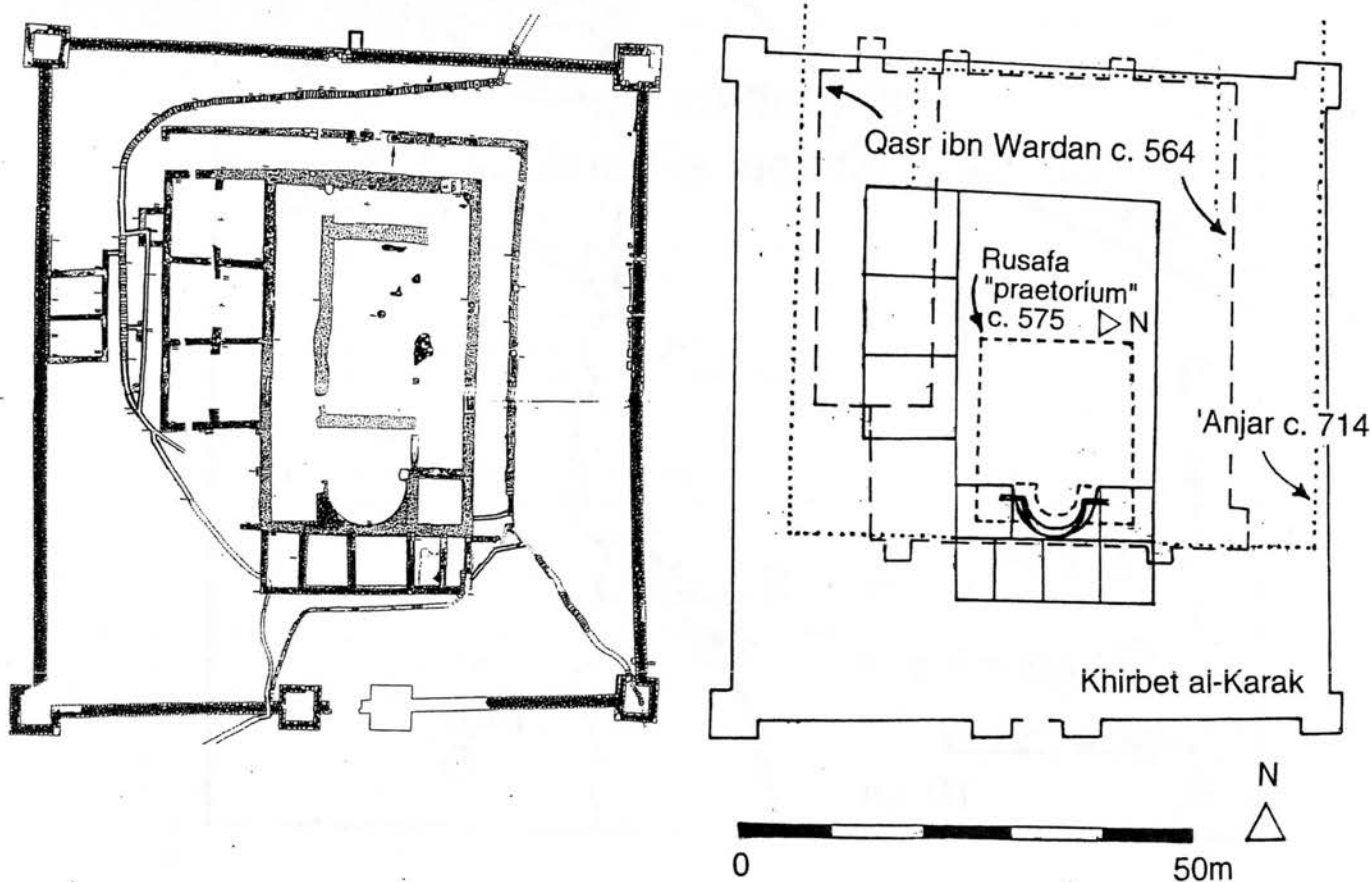 Qasr ibn Wardan c. 564
Rusafa
"praetorium"
c. 575 N
'Anjar c. 714
Khirbet al-Karak
N
0 50m